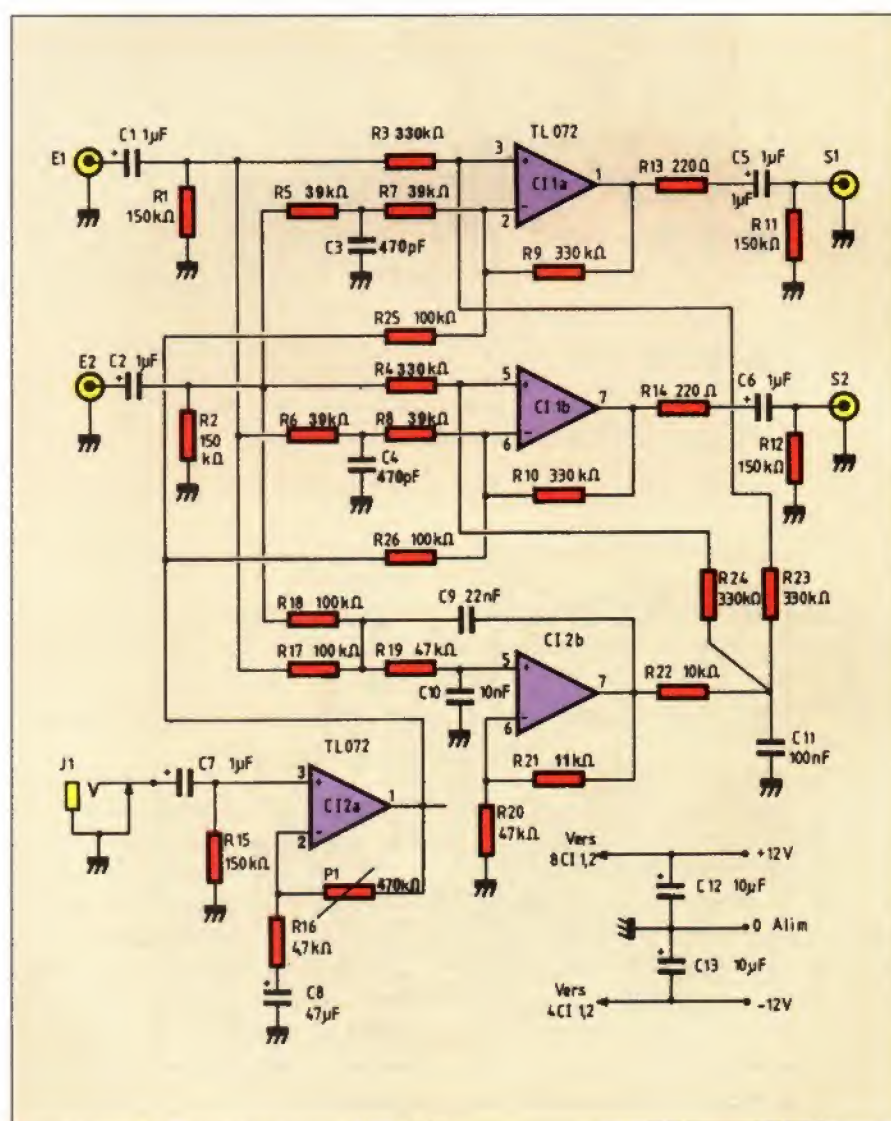 R3 330kΩ
TL 072
C1 1µF
E1
3
+
CI1a
1
R13 220Ω
C5 1µF
S1
R5 39kΩ
R7 39kΩ
-
2
1µF
R1
150kΩ
C3
470pF
R9 330kΩ
R11
150kΩ
R25 100kΩ
E2
C2 1µF
R4 330kΩ
5
+
CI 1b
7
R14 220Ω
C6 1µF
S2
R2
150
kΩ
R6 39kΩ
R8 39kΩ
-
6
C4
470pF
R10 330kΩ
R12
150kΩ
R26 100kΩ
R24
330kΩ
R23
330kΩ
R18 100kΩ
C9 22nF
CI 2b
R17 100kΩ
R19 47kΩ
5
+
7
R22 10kΩ
C10
10nF
-
6
C11
100nF
TL072
J1
C7 1µF
3
+
CI2a
1
R21 11kΩ
R20
47kΩ
R15
150kΩ
-
2
P1
470kΩ
Vers
8CI 1,2
+12V
C12 10µF
R16
4,7kΩ
0 Alim
C13 10µF
C8
47µF
Vers
4CI 1,2
-12V